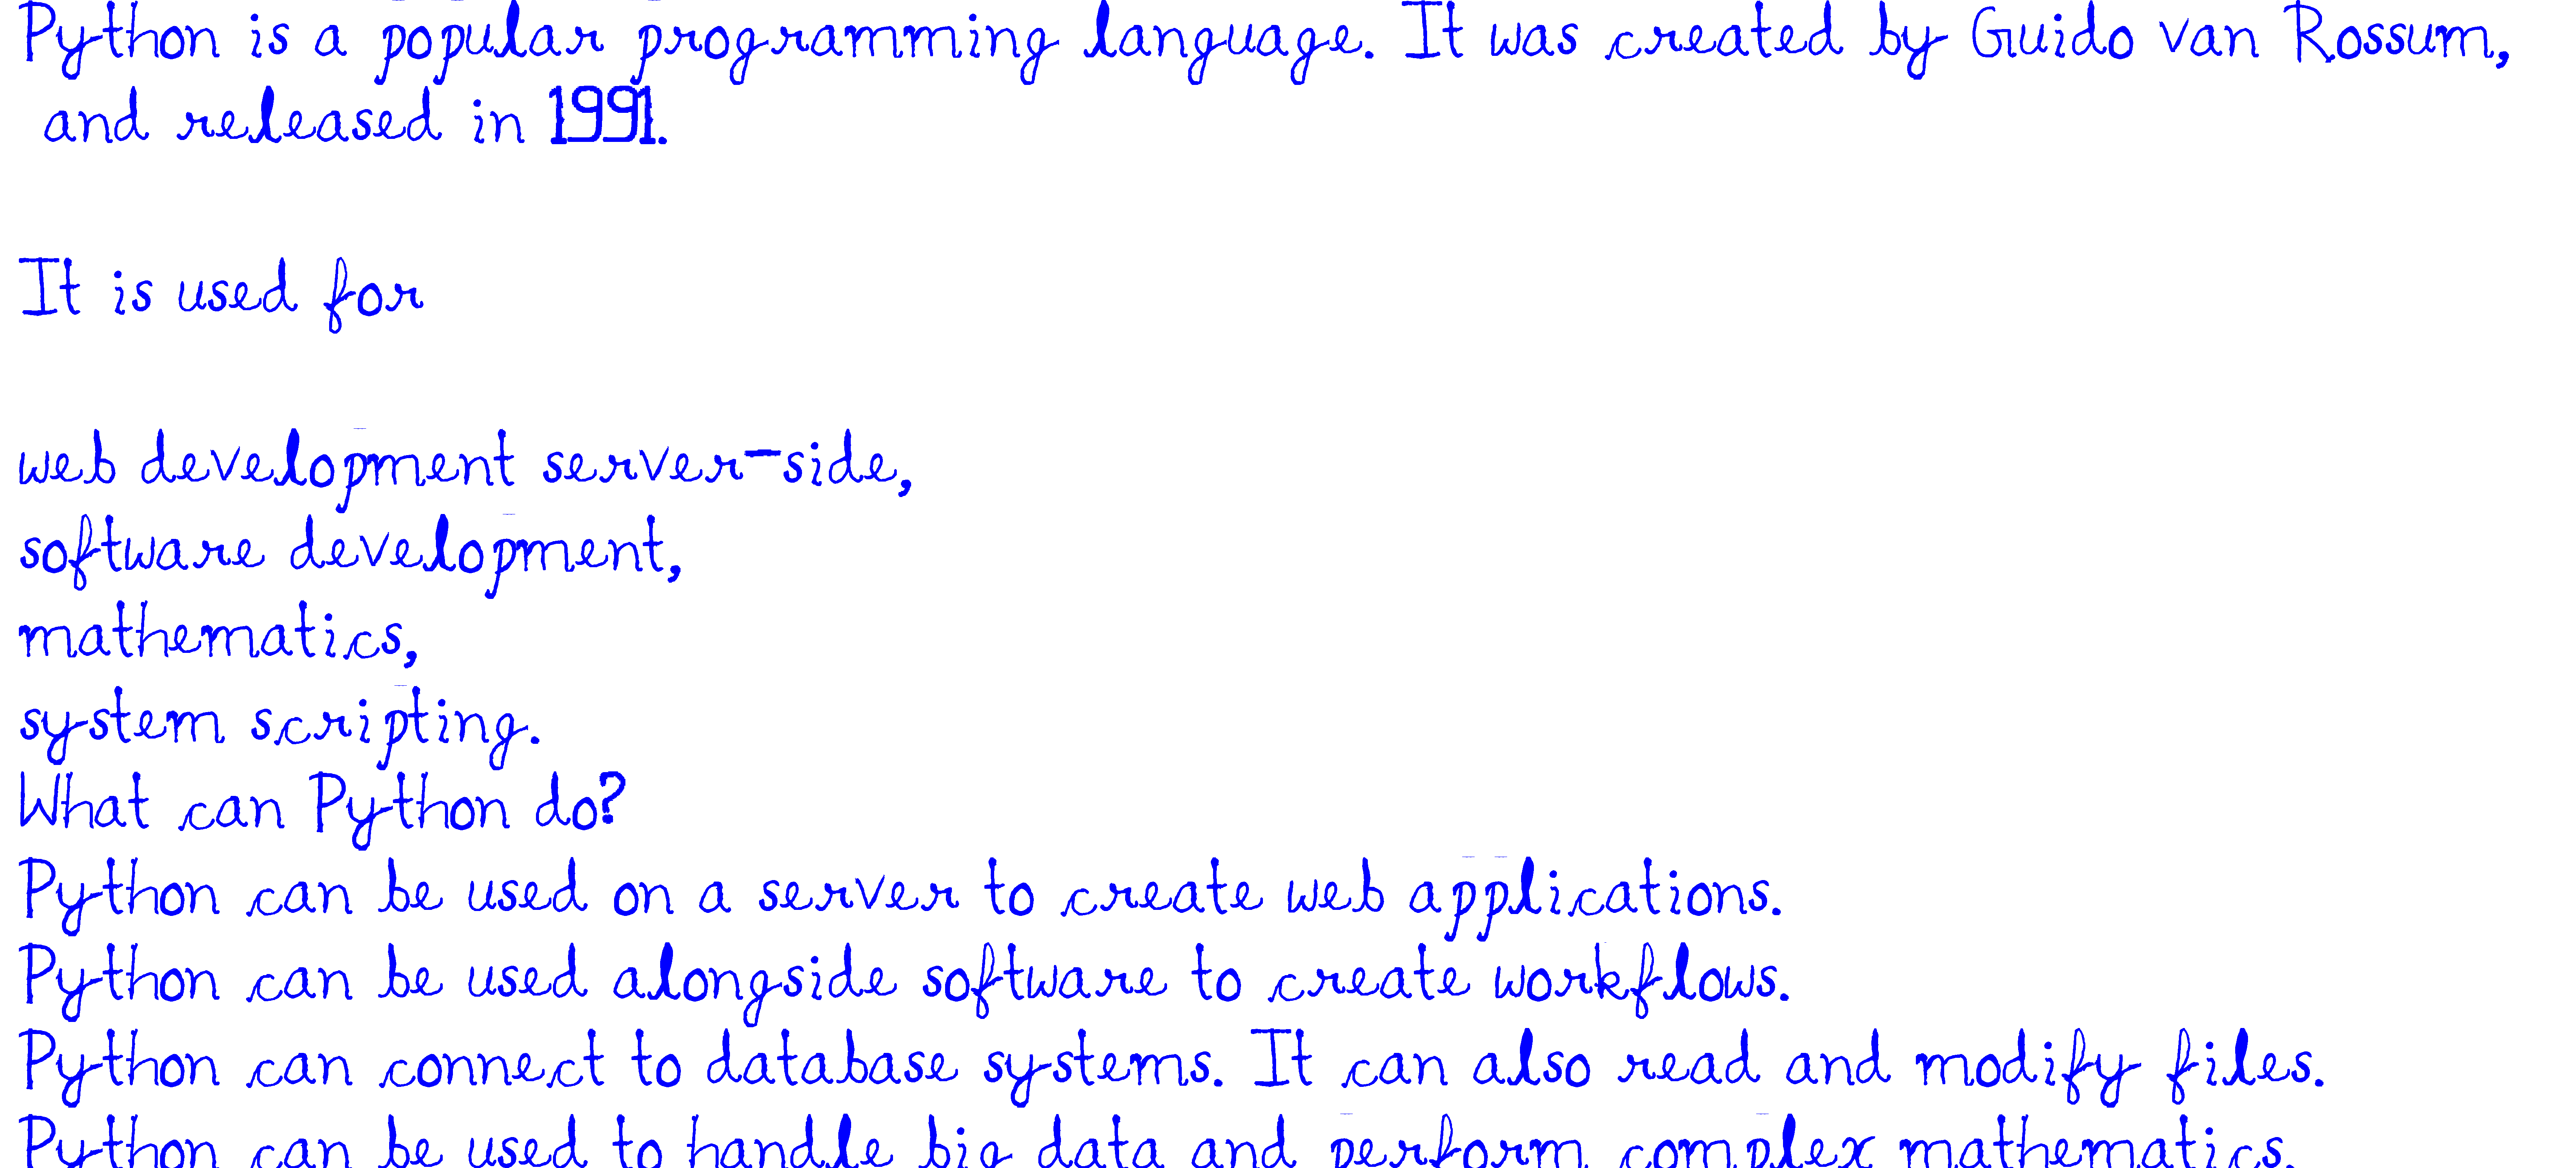 Python is a popular programming language. It was created by Guido van Rossum,
and released in 1991.
It is used for
web development server-side,
software development,
mathematics,
system scripting.
What can Python do?
Python can be used on a server to create web applications.
Python can be used alongside software to create workflows.
Python can connect to database systems. It can also read and modify files.
Python can be used to handle big data and perform complex mathematics.